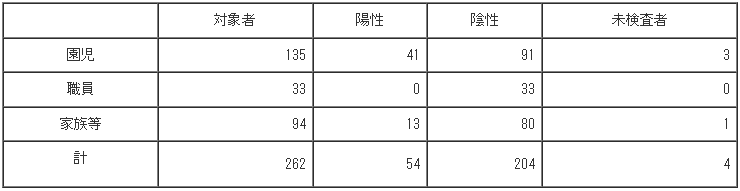 対象者 陽性 陰性 未検査者
園児 135 41 91 3
職員 33 0 33 0
家族等 94 13 80 1
計 262 54 204 4